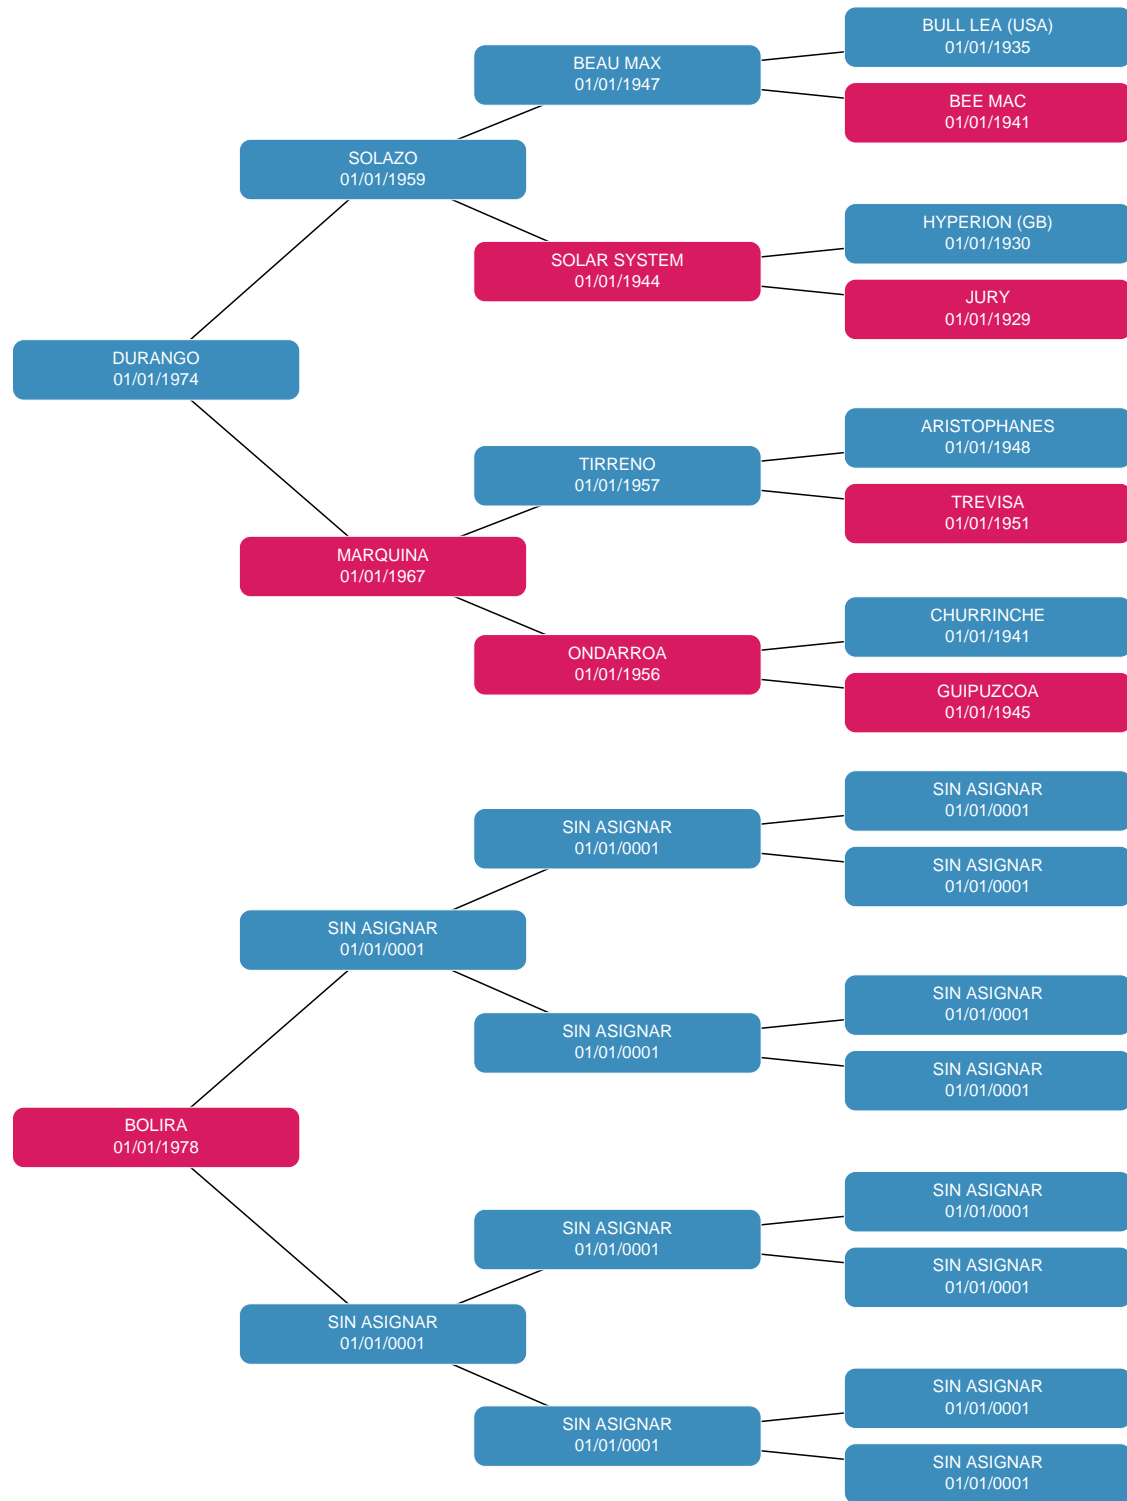 BULL LEA (USA)
01/01/1935
BEAU MAX
01/01/1947
BEE MAC
01/01/1941
SOLAZO
01/01/1959
HYPERION (GB)
01/01/1930
SOLAR SYSTEM
01/01/1944
JURY
01/01/1929
DURANGO
01/01/1974
ARISTOPHANES
01/01/1948
TIRRENO
01/01/1957
TREVISA
01/01/1951
MARQUINA
01/01/1967
CHURRINCHE
01/01/1941
ONDARROA
01/01/1956
GUIPUZCOA
01/01/1945
SIN ASIGNAR
01/01/0001
SIN ASIGNAR
01/01/0001
SIN ASIGNAR
01/01/0001
SIN ASIGNAR
01/01/0001
SIN ASIGNAR
01/01/0001
SIN ASIGNAR
01/01/0001
SIN ASIGNAR
01/01/0001
BOLIRA
01/01/1978
SIN ASIGNAR
01/01/0001
SIN ASIGNAR
01/01/0001
SIN ASIGNAR
01/01/0001
SIN ASIGNAR
01/01/0001
SIN ASIGNAR
01/01/0001
SIN ASIGNAR
01/01/0001
SIN ASIGNAR
01/01/0001